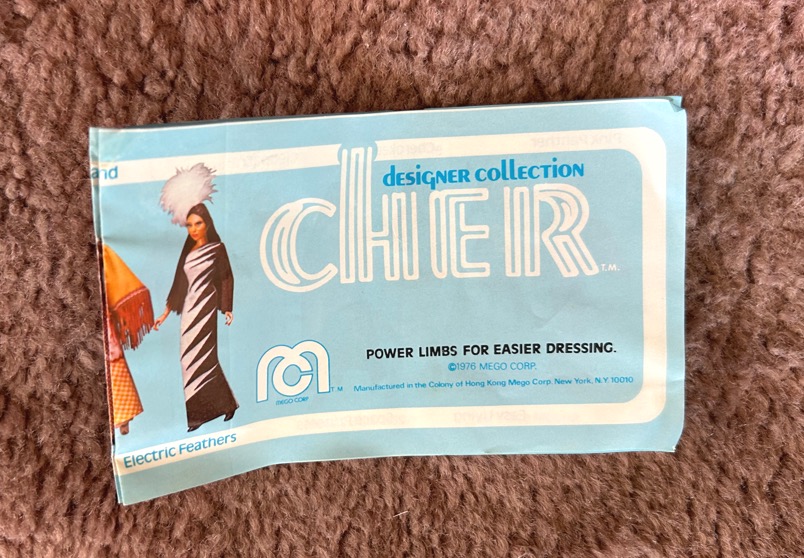 and
designer collection
CHER T.M.
POWER LIMBS FOR EASIER DRESSING.
©1976 MEGO CORP.
mc T.M.
MEGO CORP
Manufactured in the Colony of Hong Kong Mego Corp. New York, N.Y. 10010
Electric Feathers